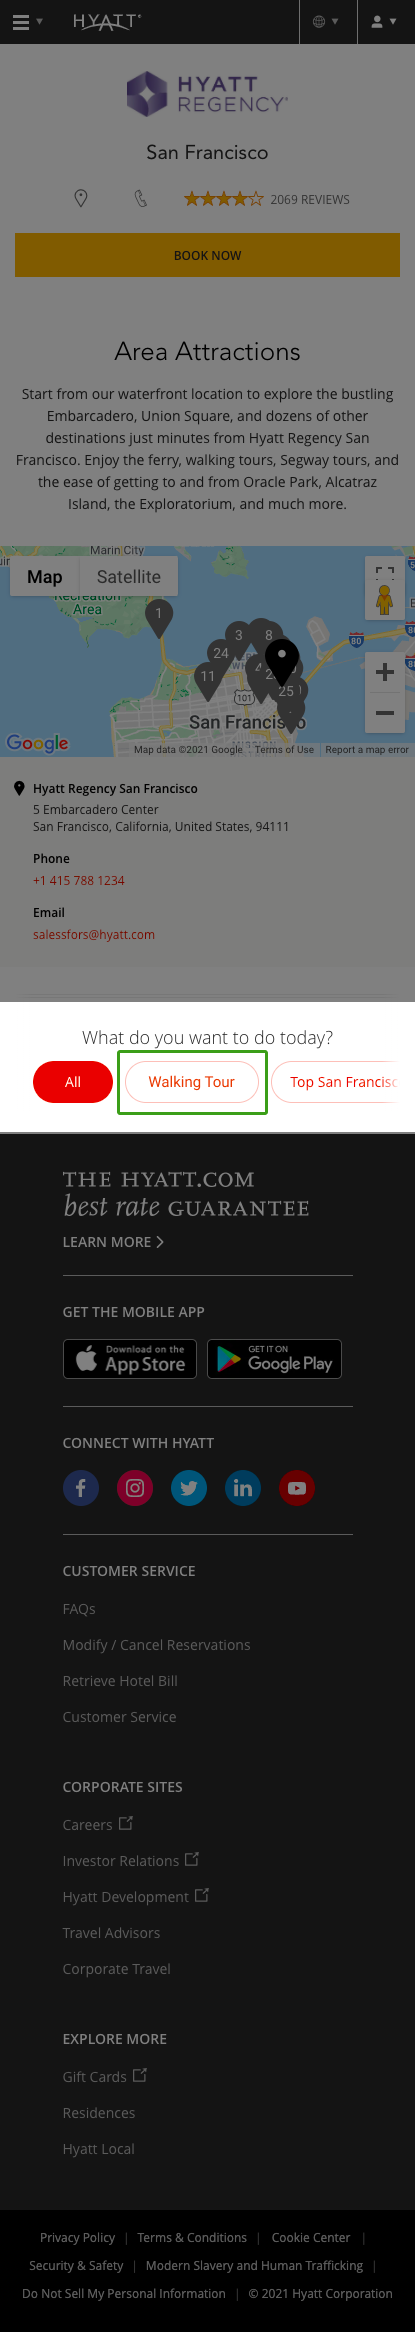 HYATT
HYATT
REGENCY
San Francisco
2069 REVIEWS
BOOK NOW
Area Attractions
Start from our waterfront location to explore the bustling
Embarcadero, Union Square, and dozens of other
destinations just minutes from Hyatt Regency San
Francisco. Enjoy the ferry, walking tours, Segway tours, and
the ease of getting to and from Oracle Park, Alcatraz
Island, the Exploratorium, and much more.
Marin City
Map Satellite
Recreation
Area
1
3 8
24
11
101
80
25
San Francisco
Google
Map data ©2021 Google Terms of Use Report a map error
Hyatt Regency San Francisco
5 Embarcadero Center
San Francisco, California, United States, 94111
Phone
+1 415 788 1234
Email
salessfors@hyatt.com
What do you want to do today?
All Walking Tour Top San Francisc
THE HYATT.COM
best rate GUARANTEE
LEARN MORE
GET THE MOBILE APP
Download on the
App Store
GET IT ON
Google Play
CONNECT WITH HYATT
CUSTOMER SERVICE
FAQs
Modify / Cancel Reservations
Retrieve Hotel Bill
Customer Service
CORPORATE SITES
Careers
Investor Relations
Hyatt Development
Travel Advisors
Corporate Travel
EXPLORE MORE
Gift Cards
Residences
Hyatt Local
Privacy Policy | Terms & Conditions | Cookie Center |
Security & Safety | Modern Slavery and Human Trafficking |
Do Not Sell My Personal Information | © 2021 Hyatt Corporation